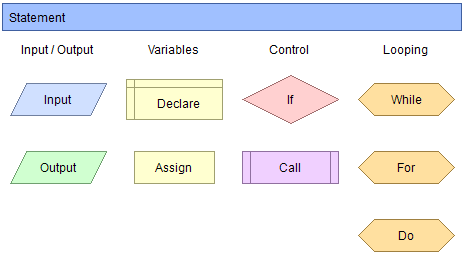 Statement
Input / Output Variables Control Looping
Input Declare If While
Output Assign Call For
Do